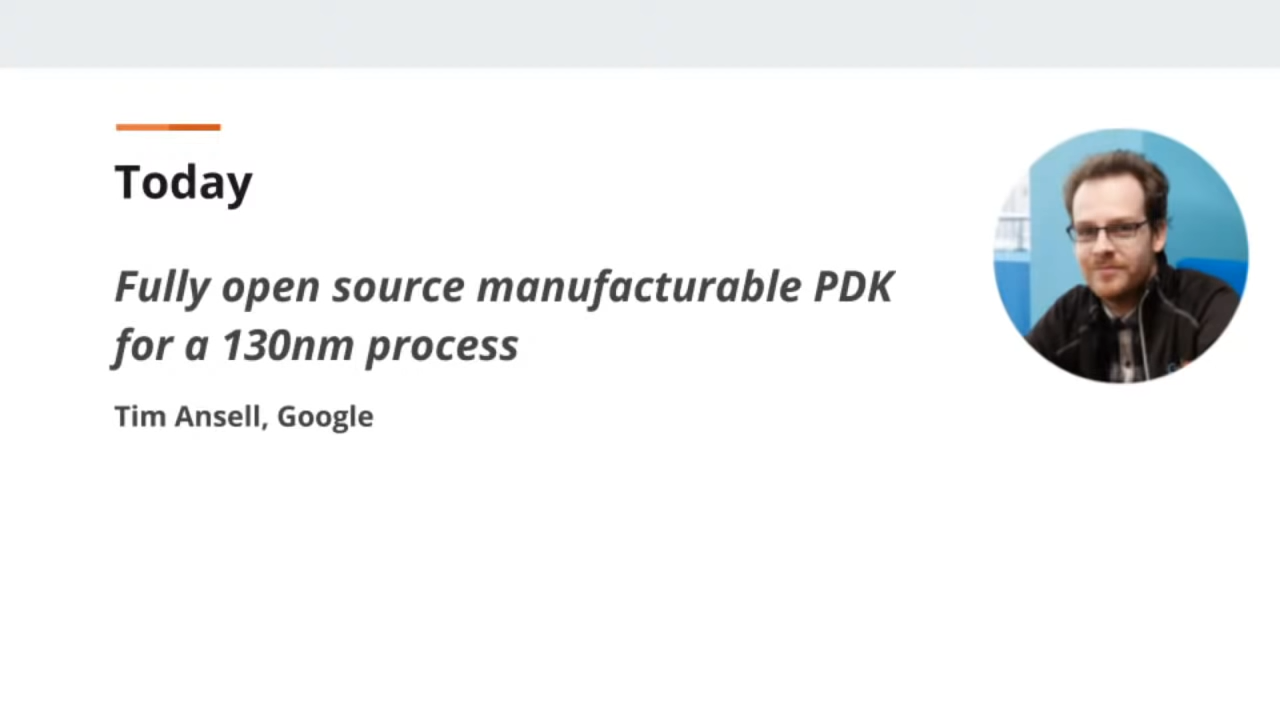 Today
Fully open source manufacturable PDK
for a 130nm process
Tim Ansell, Google